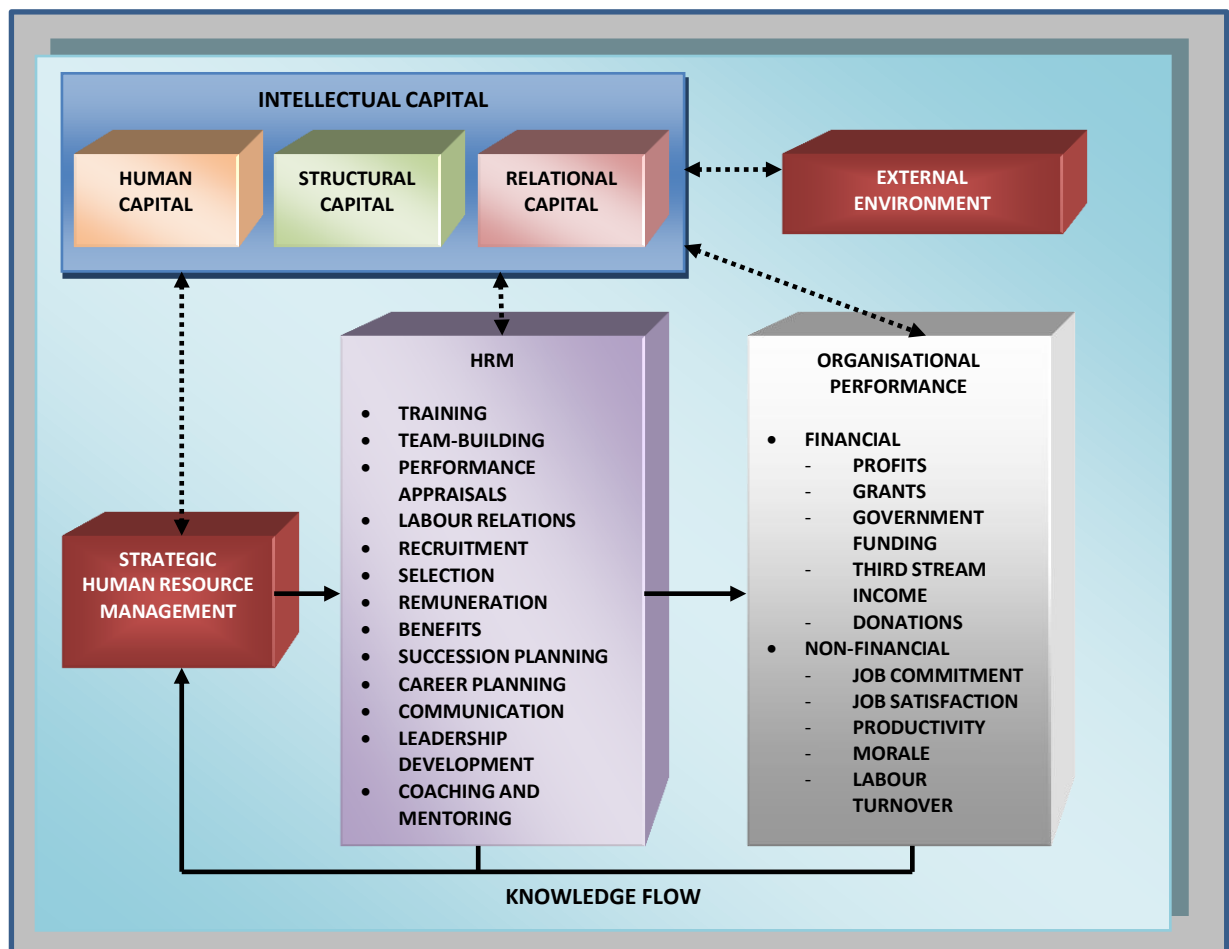 INTELLECTUAL CAPITAL
HUMAN
CAPITAL
STRUCTURAL
CAPITAL
RELATIONAL
CAPITAL
EXTERNAL
ENVIRONMENT
STRATEGIC
HUMAN RESOURCE
MANAGEMENT
HRM
• TRAINING
• TEAM-BUILDING
• PERFORMANCE
APPRAISALS
• LABOUR RELATIONS
• RECRUITMENT
• SELECTION
• REMUNERATION
• BENEFITS
• SUCCESSION PLANNING
• CAREER PLANNING
• COMMUNICATION
• LEADERSHIP
DEVELOPMENT
• COACHING AND
MENTORING
ORGANISATIONAL
PERFORMANCE
• FINANCIAL
- PROFITS
- GRANTS
- GOVERNMENT
FUNDING
- THIRD STREAM
INCOME
- DONATIONS
• NON-FINANCIAL
- JOB COMMITMENT
- JOB SATISFACTION
- PRODUCTIVITY
- MORALE
- LABOUR
TURNOVER
KNOWLEDGE FLOW